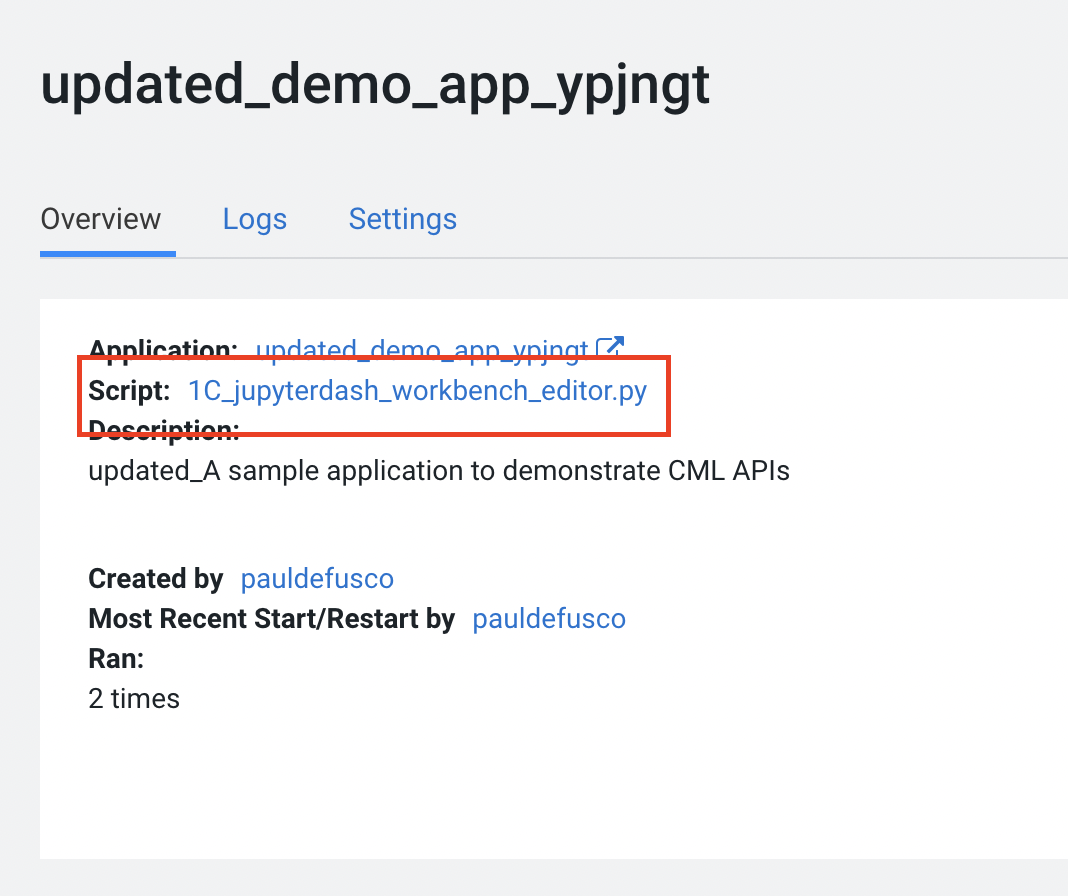 updated_demo_app_ypjngt
Overview Logs Settings
Application: updated_demo_app_ypjngt
Script: 1C_jupyterdash_workbench_editor.py
Description:
updated_A sample application to demonstrate CML APIs
Created by pauldefusco
Most Recent Start/Restart by pauldefusco
Ran:
2 times